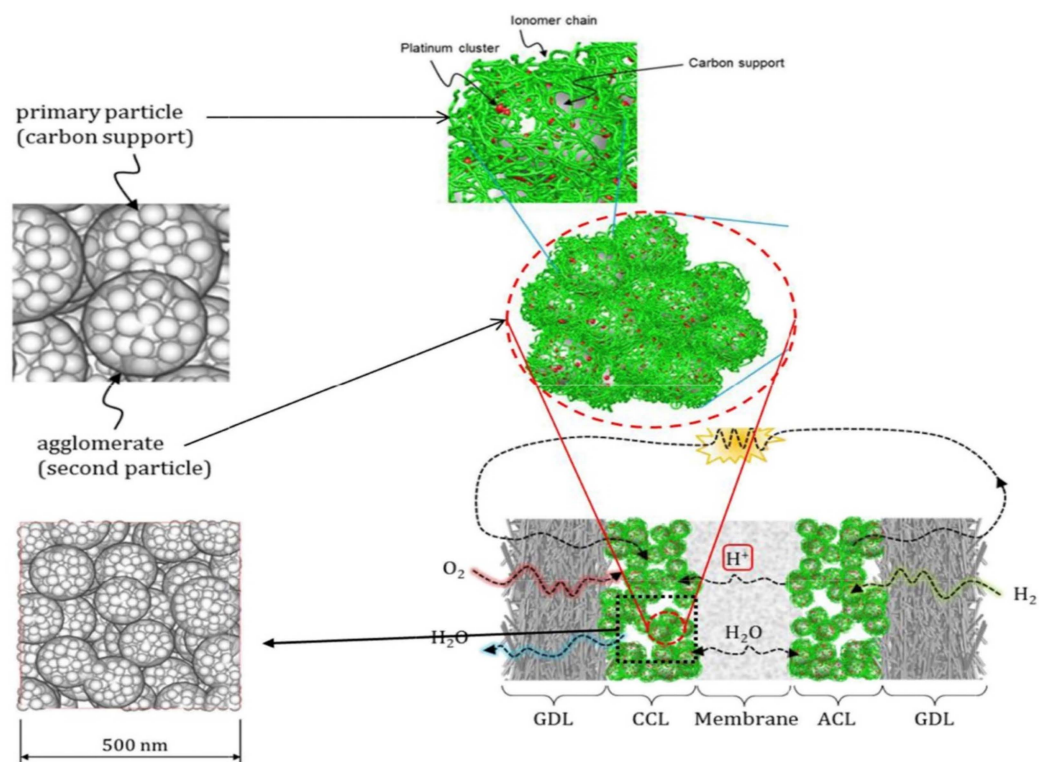 Ionomer chain
Platinum cluster
Carbon support
primary particle
(carbon support)
agglomerate
(second particle)
O₂
H⁺
H₂
H₂O
H₂O
GDL
CCL
Membrane
ACL
GDL
500 nm